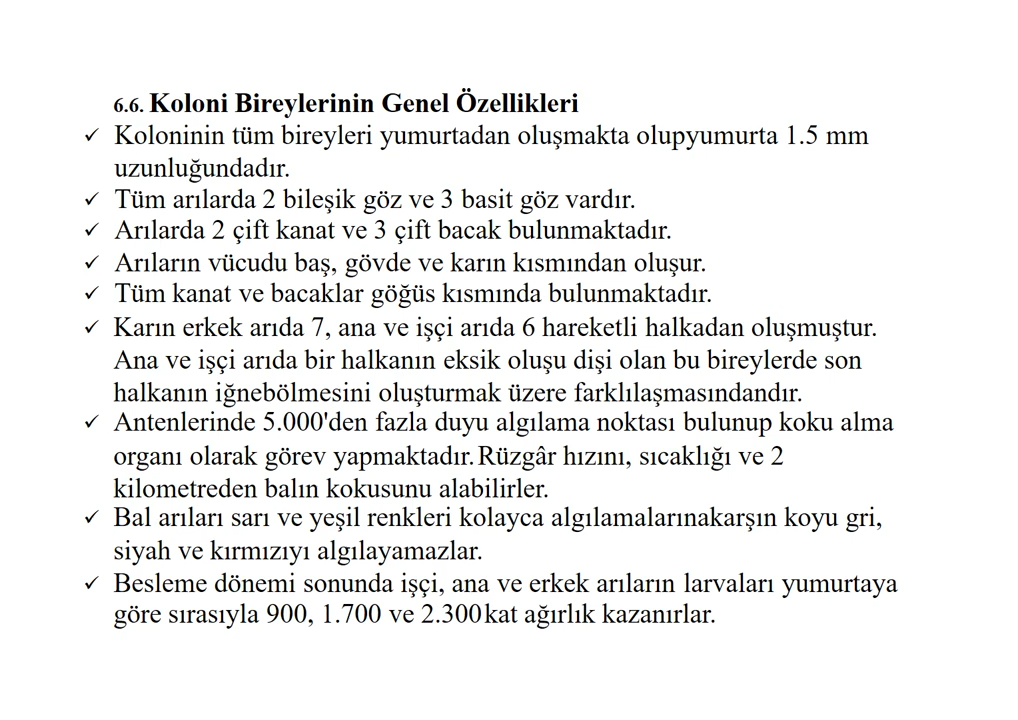 6.6. Koloni Bireylerinin Genel Özellikleri
✓ Koloninin tüm bireyleri yumurtadan oluşmakta olupyumurta 1.5 mm
uzunluğundadır.
✓ Tüm arılarda 2 bileşik göz ve 3 basit göz vardır.
✓ Arılarda 2 çift kanat ve 3 çift bacak bulunmaktadır.
✓ Arıların vücudu baş, gövde ve karın kısmından oluşur.
✓ Tüm kanat ve bacaklar göğüs kısmında bulunmaktadır.
✓ Karın erkek arıda 7, ana ve işçi arıda 6 hareketli halkadan oluşmuştur.
Ana ve işçi arıda bir halkanın eksik oluşu dişi olan bu bireylerde son
halkanın iğnebölmesini oluşturmak üzere farklılaşmasındandır.
✓ Antenlerinde 5.000'den fazla duyu algılama noktası bulunup koku alma
organı olarak görev yapmaktadır. Rüzgâr hızını, sıcaklığı ve 2
kilometreden balın kokusunu alabilirler.
✓ Bal arıları sarı ve yeşil renkleri kolayca algılamalarınakarşın koyu gri,
siyah ve kırmızıyı algılayamazlar.
✓ Besleme dönemi sonunda işçi, ana ve erkek arıların larvaları yumurtaya
göre sırasıyla 900, 1.700 ve 2.300 kat ağırlık kazanırlar.